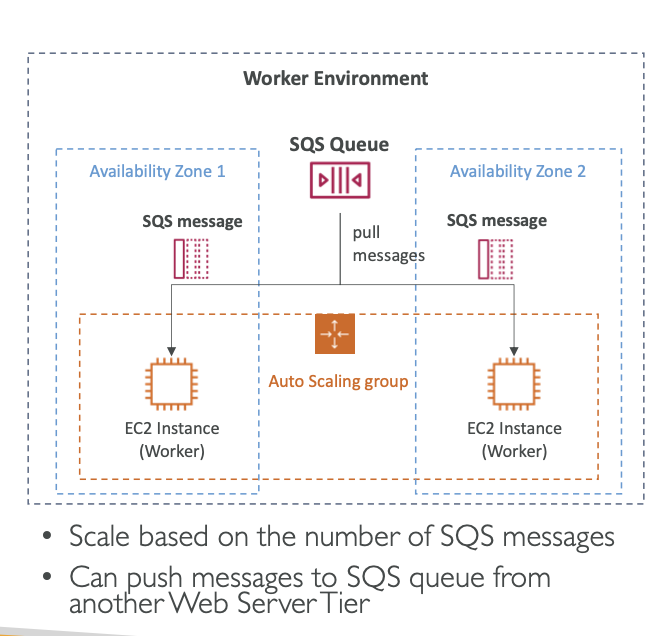 Worker Environment
SQS Queue
Availability Zone 1
Availability Zone 2
SQS message
SQS message
pull
messages
Auto Scaling group
EC2 Instance
(Worker)
EC2 Instance
(Worker)
• Scale based on the number of SQS messages
• Can push messages to SQS queue from
another Web Server Tier